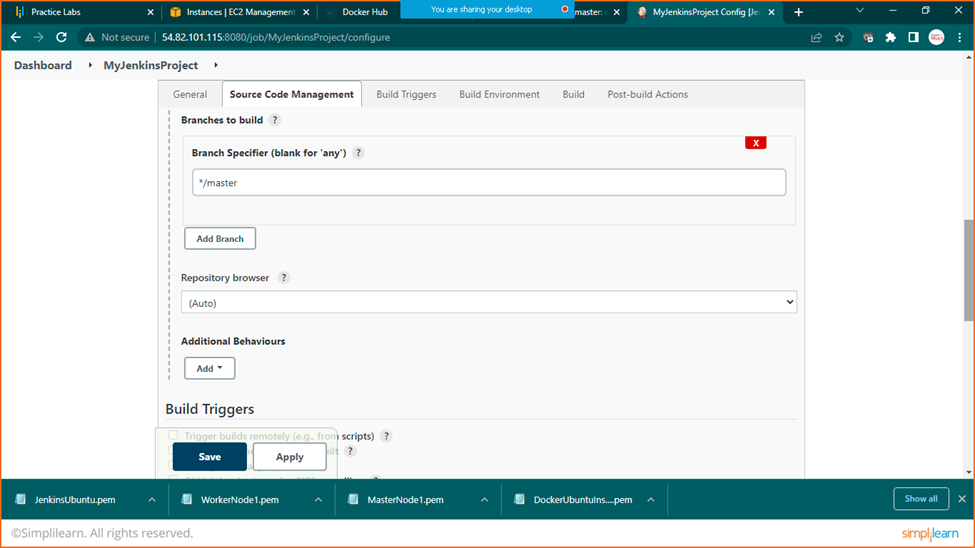 Practice Labs
Instances | EC2 Management
Docker Hub
You are sharing your desktop
master:
MyJenkinsProject Config [Je
Not secure
54.82.101.115:8080/job/MyJenkinsProject/configure
Dashboard
MyJenkinsProject
General
Source Code Management
Build Triggers
Build Environment
Build
Post-build Actions
Branches to build ?
X
Branch Specifier (blank for 'any') ?
*/master
Add Branch
Repository browser ?
(Auto)
Additional Behaviours
Add
Build Triggers
Trigger builds remotely (e.g., from scripts) ?
?
Save
Apply
JenkinsUbuntu.pem
WorkerNode1.pem
MasterNode1.pem
DockerUbuntuIns....pem
Show all
©Simplilearn. All rights reserved.
simplilearn